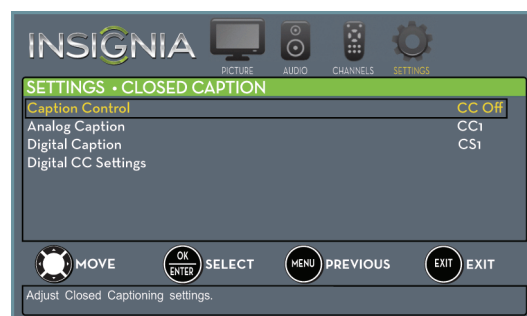 INSIGNIA
PICTURE AUDIO CHANNELS SETTINGS
SETTINGS • CLOSED CAPTION
Caption Control CC Off
Analog Caption CC1
Digital Caption CS1
Digital CC Settings
MOVE OK ENTER SELECT MENU PREVIOUS EXIT EXIT
Adjust Closed Captioning settings.